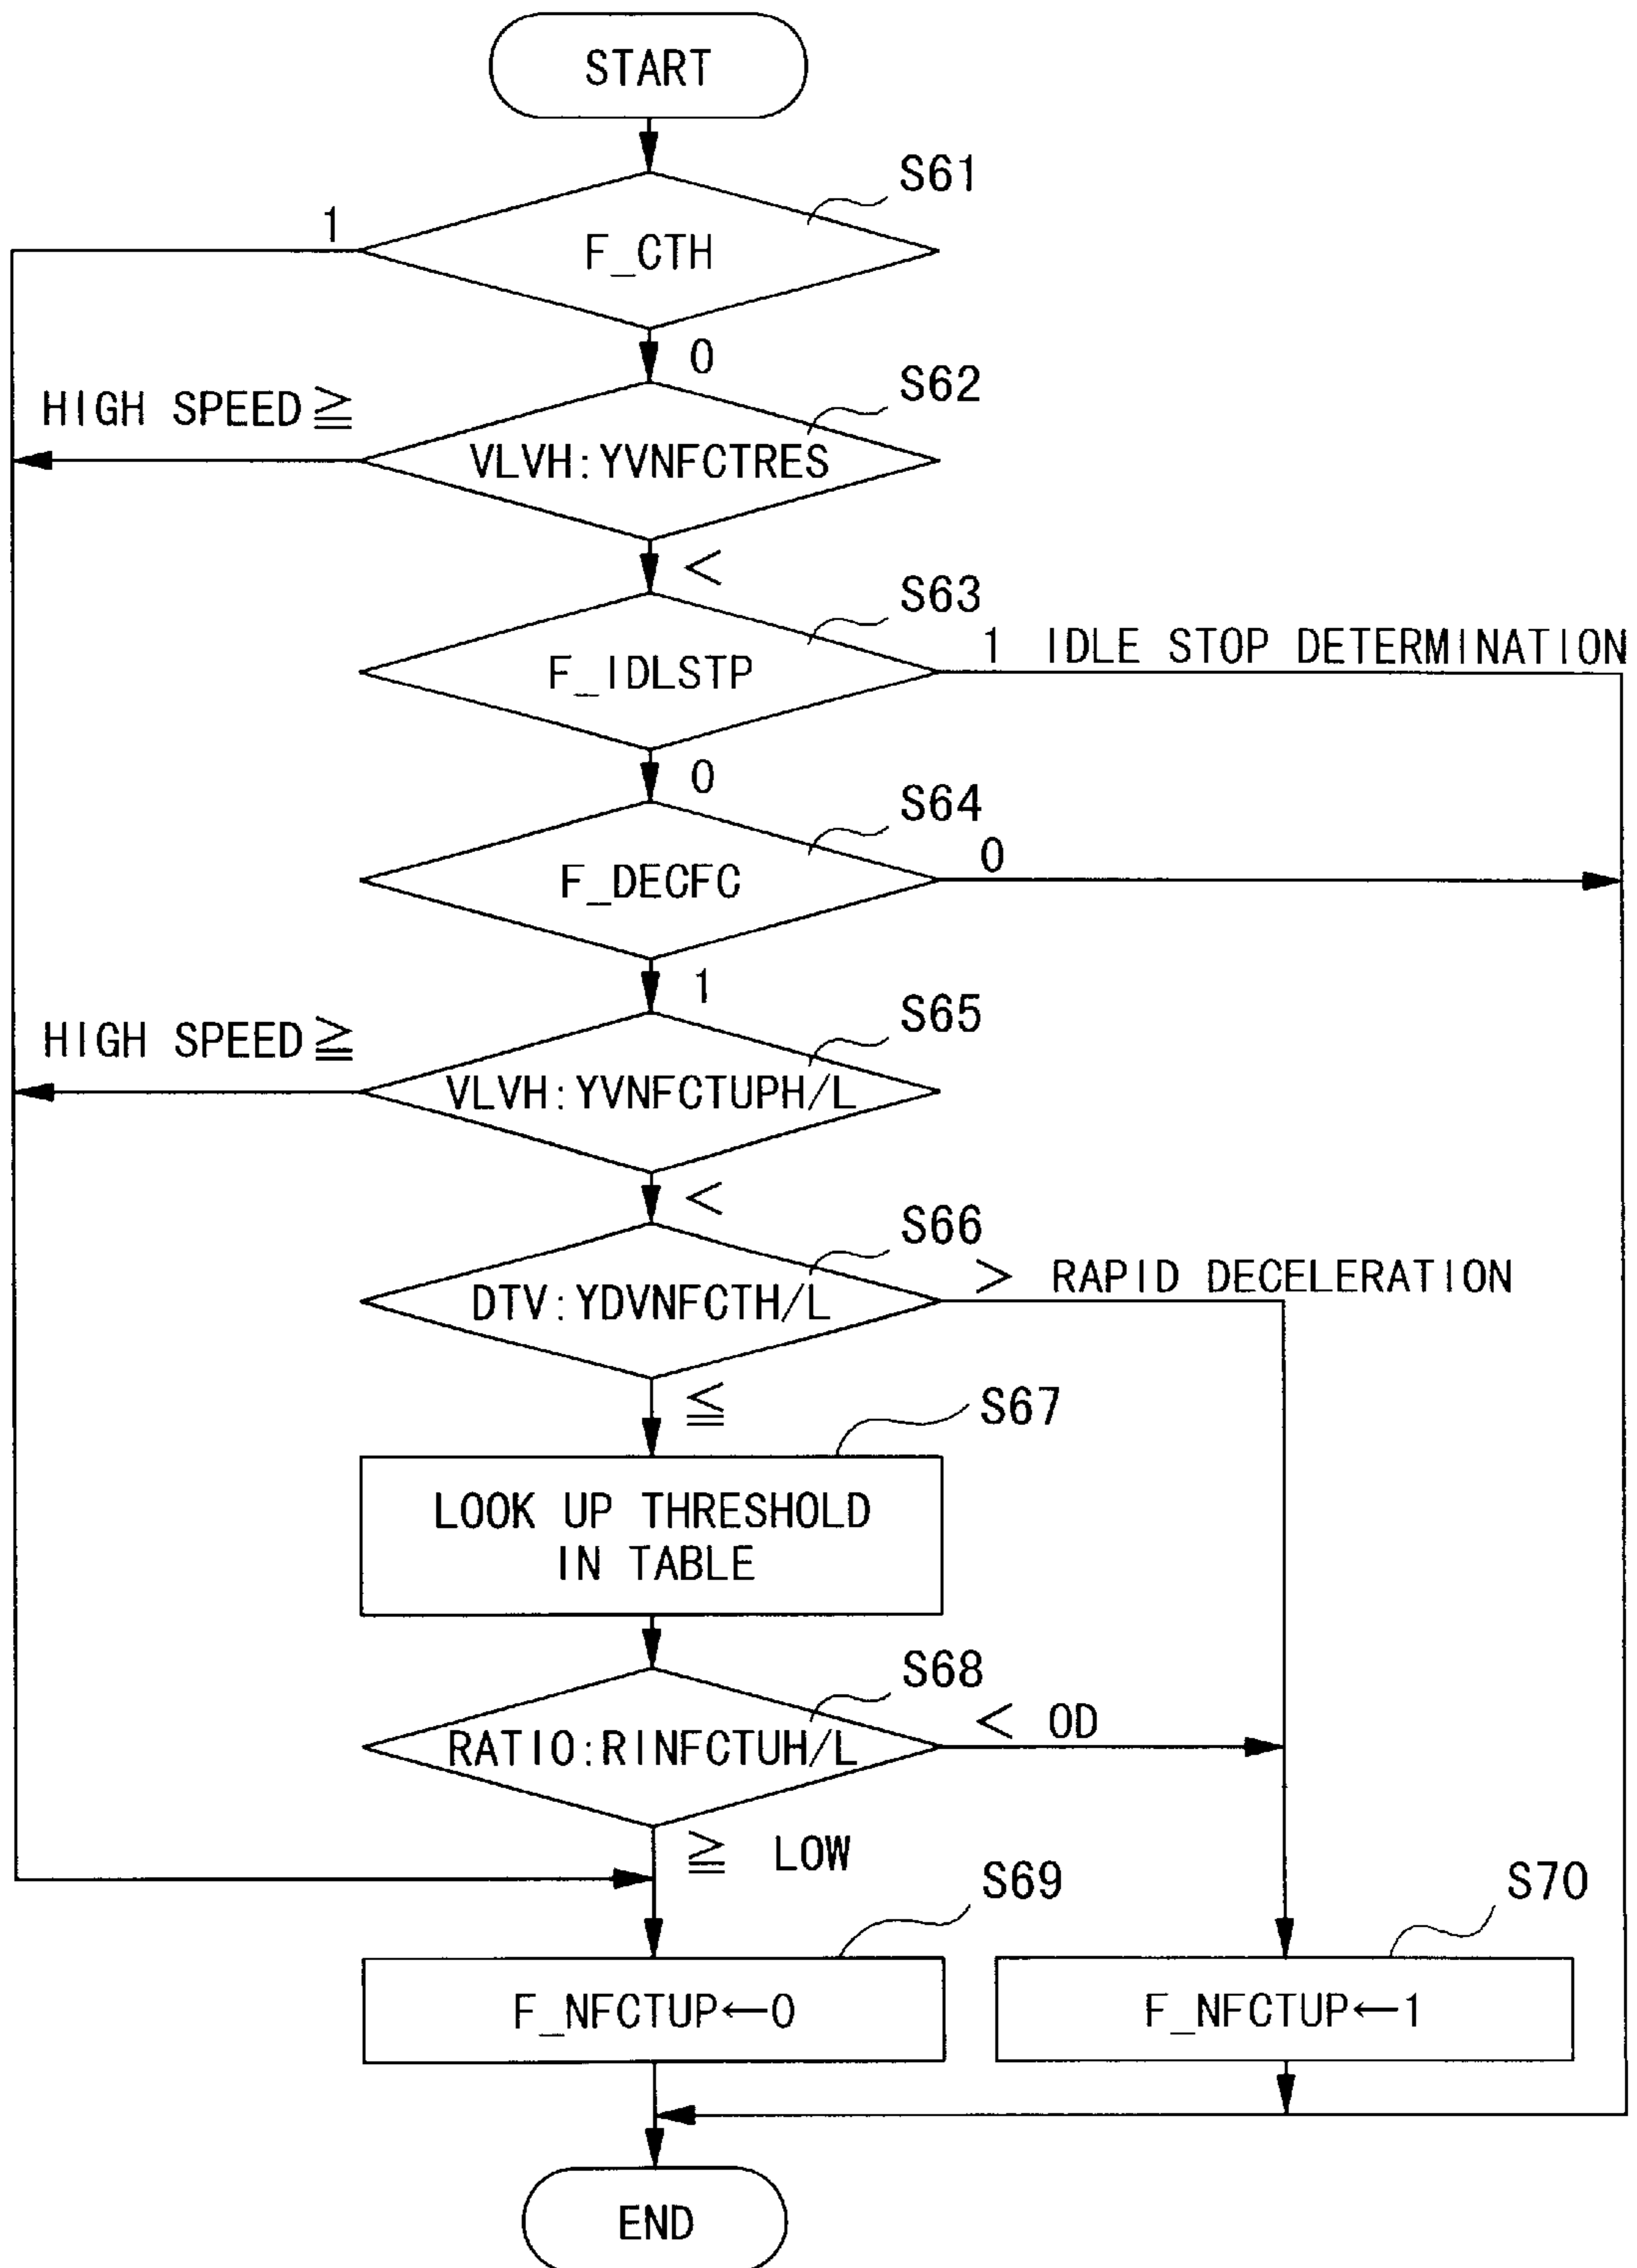 START
S61
1
F_CTH
0
S62
HIGH SPEED≧
VLVH:YVNFCTRES
<
S63
1 IDLE STOP DETERMINATION
F_IDLSTP
0
S64
0
F_DECFC
1
S65
HIGH SPEED≧
VLVH:YVNFCTUPH/L
<
S66
> RAPID DECELERATION
DTV:YDVNFCTH/L
≦
S67
LOOK UP THRESHOLD
IN TABLE
S68
< OD
RATIO:RINFCTUH/L
≧ LOW
S69
S70
F_NFCTUP←0
F_NFCTUP←1
END